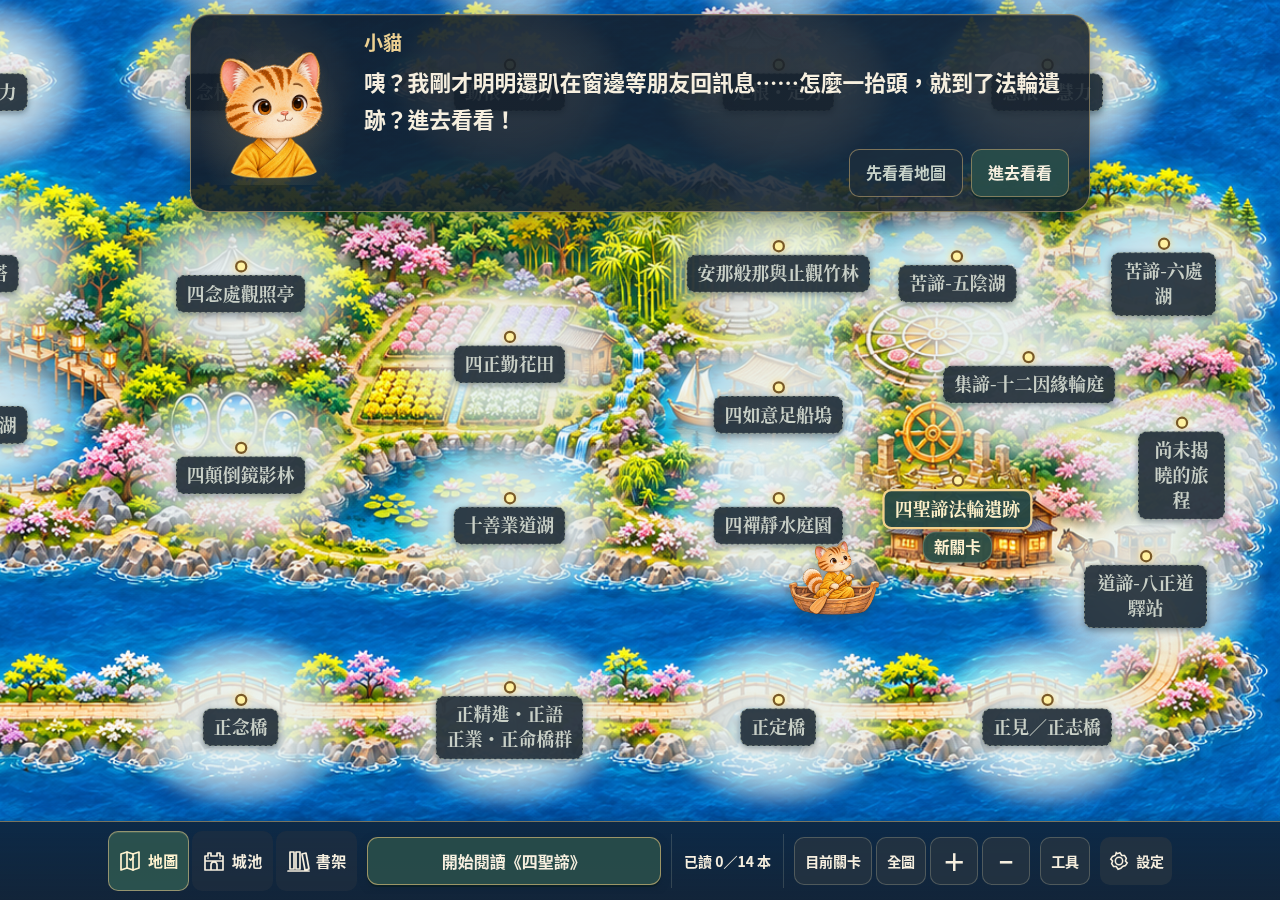 小貓
咦？我剛才明明還趴在窗邊等朋友回訊息⋯⋯怎麼一抬頭，就到了法輪遺
跡？進去看看！
先看看地圖
進去看看
力
塔
四念處觀照亭
安那般那與止觀竹林
苦諦-五陰湖
苦諦-六處
湖
四正勤花田
集諦-十二因緣輪庭
湖
四如意足船塢
四顛倒鏡影林
尚未揭
曉的旅
程
十善業道湖
四禪靜水庭園
四聖諦法輪遺跡
新關卡
道諦-八正道
驛站
正念橋
正精進・正語
正業・正命橋群
正定橋
正見／正志橋
地圖
城池
書架
開始閱讀《四聖諦》
已讀 0／14 本
目前關卡
全圖
+
−
工具
設定